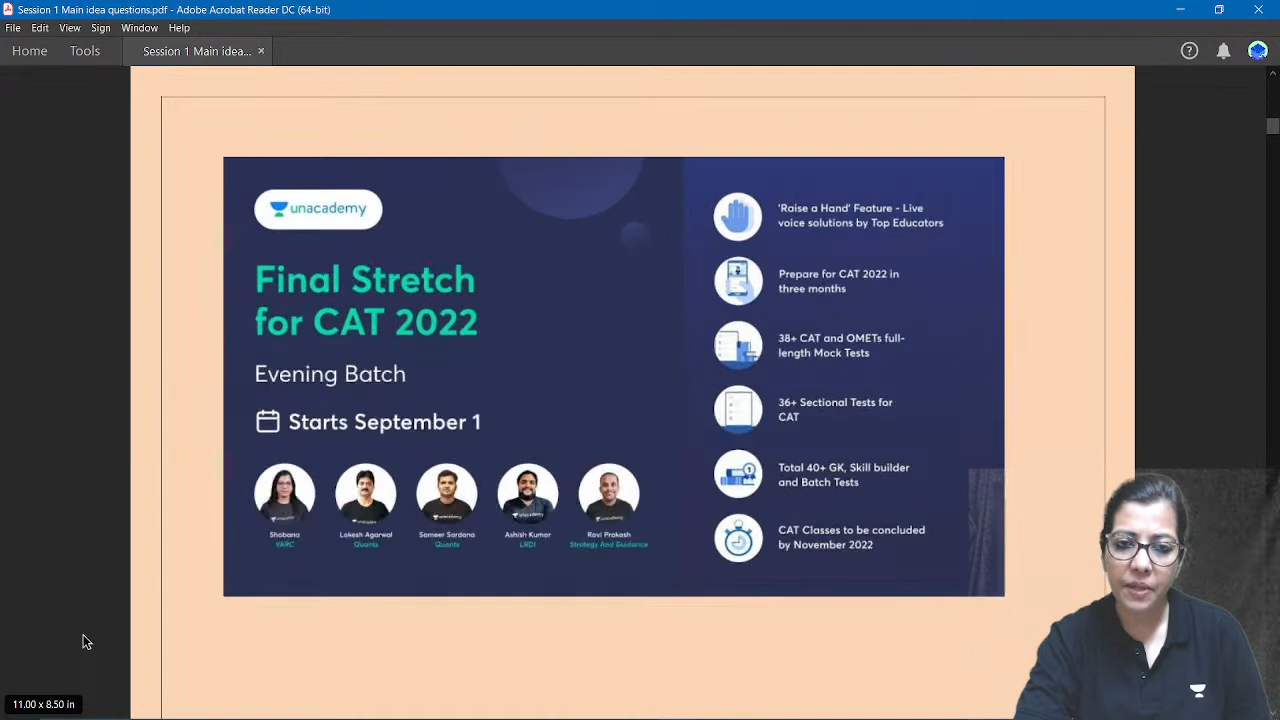 Session 1 Main idea questions.pdf - Adobe Acrobat Reader DC (64-bit)
File Edit View Sign Window Help
Home Tools Session 1 Main idea... ×
unacademy
Final Stretch
for CAT 2022
Evening Batch
Starts September 1
Shabana
VARC
Lokesh Agarwal
Quants
Sameer Sardana
Quants
Ashish Kumar
LRDI
Ravi Prakash
Strategy And Guidance
'Raise a Hand' Feature - Live
voice solutions by Top Educators
Prepare for CAT 2022 in
three months
38+ CAT and OMETs full-
length Mock Tests
36+ Sectional Tests for
CAT
Total 40+ GK, Skill builder
and Batch Tests
CAT Classes to be concluded
by November 2022
11.00 x 8.50 in